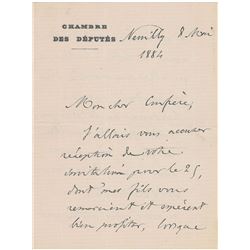 CHAMBRE
DES DÉPUTÉS
Neuilly 8 Mai
1884
Mon cher Confrère,
J'allais vous accuser
réception de votre
invitation pour le 25,
dont mes fils vous
remercient et espèrent
bien profiter, lorsque